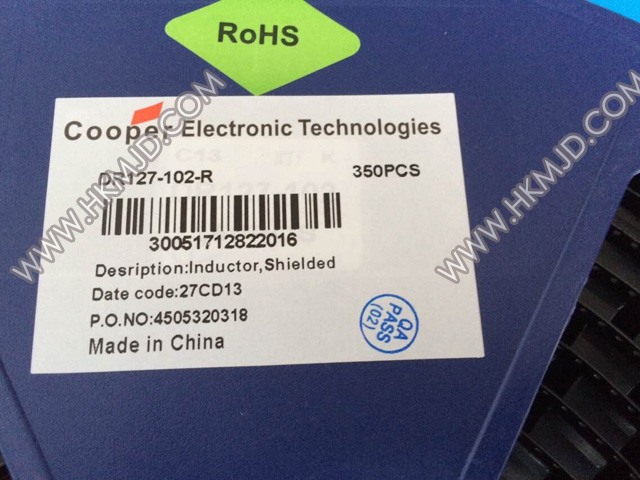 RoHS
Cooper Electronic Technologies
DR127-102-R 350PCS
30051712822016
Desription:Inductor,Shielded
Date code:27CD13
P.O.NO:4505320318
Made in China
QA
PASS
(02)
WWW.HKMJD.COM
WWW.HKMJD.COM